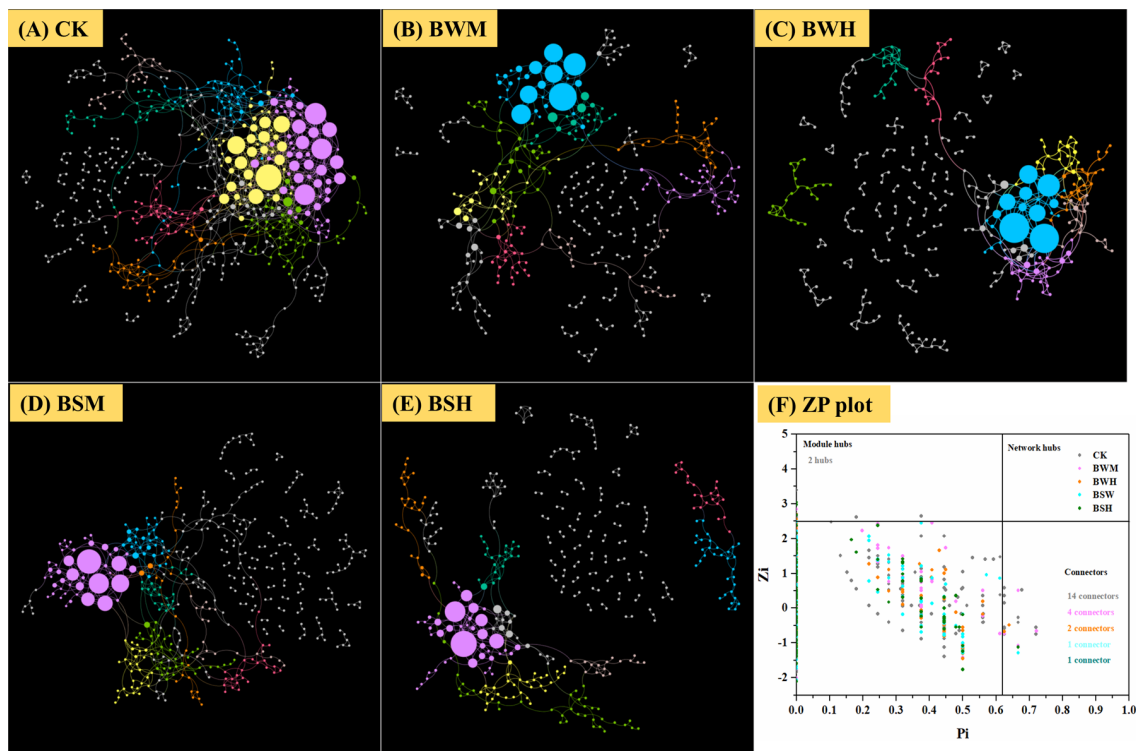 (A) CK
(B) BWM
(C) BWH
(D) BSM
(E) BSH
(F) ZP plot
Module hubs
2 hubs
Network hubs
CK
BWM
BWH
BSW
BSH
Connectors
14 connectors
4 connectors
2 connectors
1 connector
1 connector
Zi
5
4
3
2
1
0
-1
-2
0.0 0.1 0.2 0.3 0.4 0.5 0.6 0.7 0.8 0.9 1.0
Pi